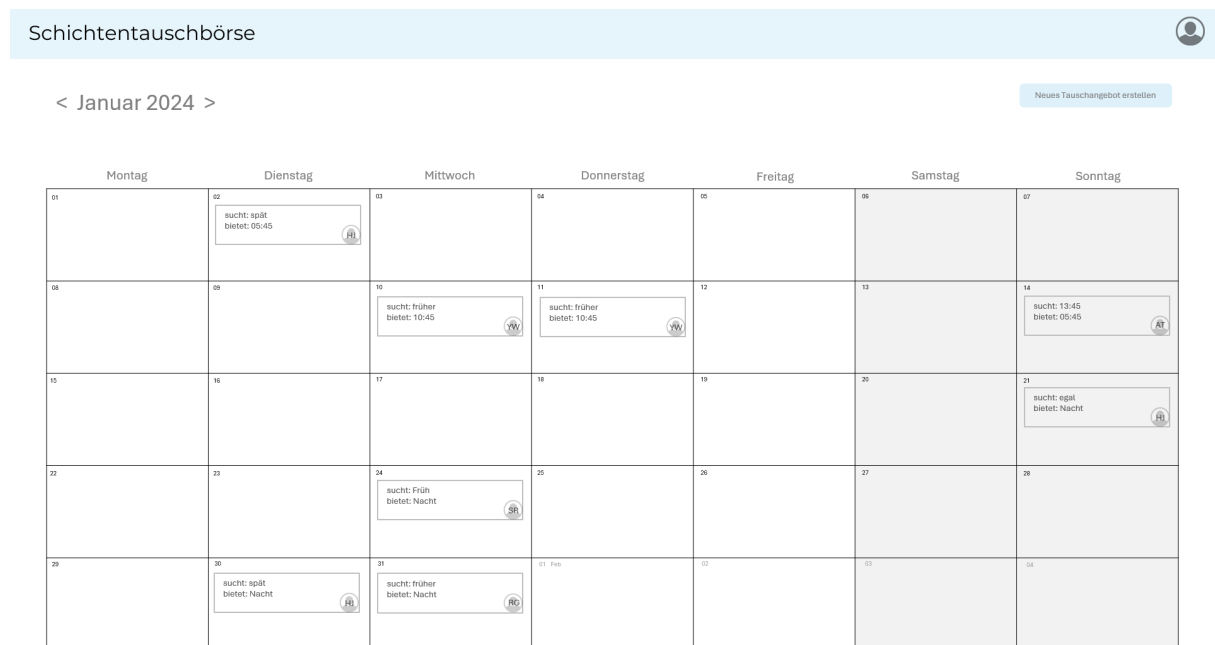 Schichtentauschbörse
< Januar 2024 >
Neues Tauschangebot erstellen
Montag Dienstag Mittwoch Donnerstag Freitag Samstag Sonntag
01 02 03 04 05 06 07
sucht: spät
bietet: 05:45
HJ
08 09 10 11 12 13 14
sucht: früher sucht: früher sucht: 13:45
bietet: 10:45 bietet: 10:45 bietet: 05:45
YW YW AT
15 16 17 18 19 20 21
sucht: egal
bietet: Nacht
HJ
22 23 24 25 26 27 28
sucht: Früh
bietet: Nacht
SR
29 30 31 01 Feb 02 03 04
sucht: spät sucht: früher
bietet: Nacht bietet: Nacht
HJ RG